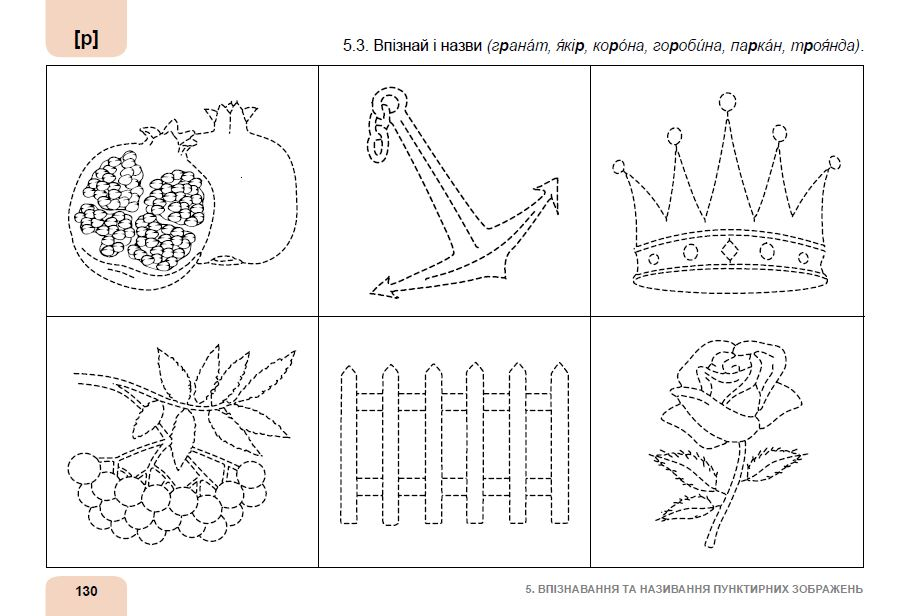 [р]
5.3. Впізнай і назви (грана́т, я́кір, коро́на, гороби́на, парка́н, троя́нда).
130
5. ВПІЗНАВАННЯ ТА НАЗИВАННЯ ПУНКТИРНИХ ЗОБРАЖЕНЬ